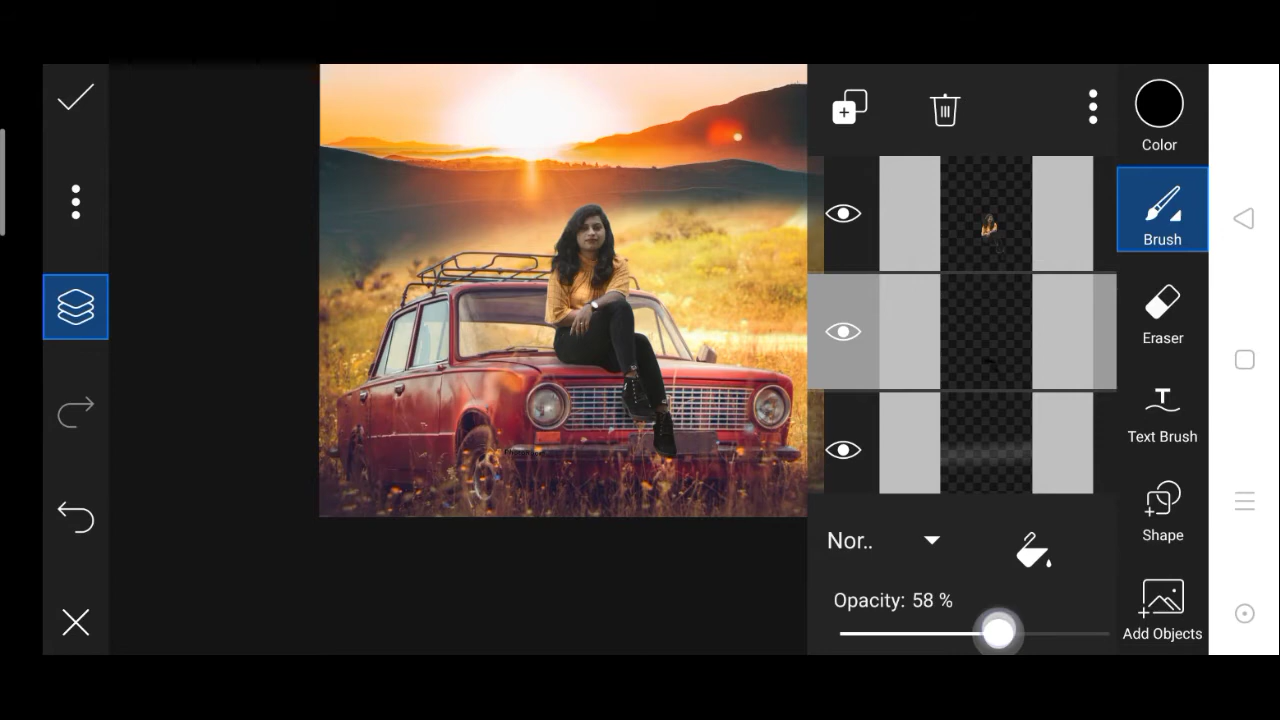 Color
Brush
Eraser
Text Brush
Shape
Nor..
Opacity: 58 %
Add Objects